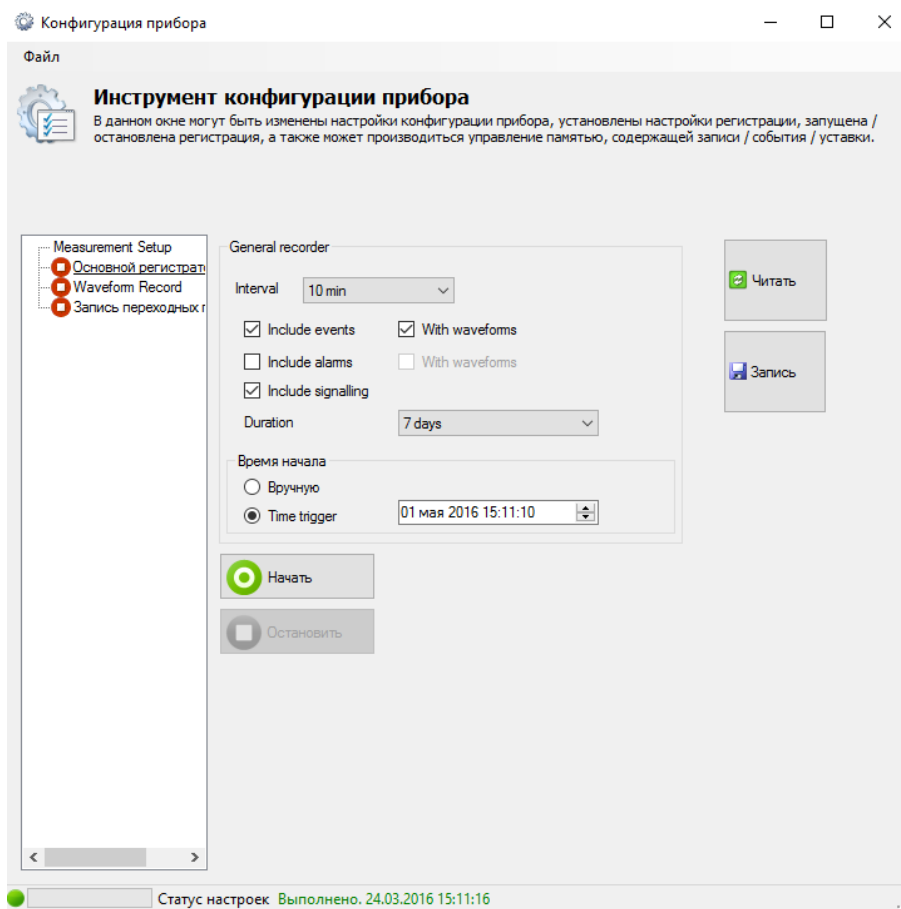 Конфигурация прибора
Файл
Инструмент конфигурации прибора
В данном окне могут быть изменены настройки конфигурации прибора, установлены настройки регистрации, запущена /
остановлена регистрация, а также может производиться управление памятью, содержащей записи / события / уставки.
Measurement Setup
Основной регистрат
Waveform Record
Запись переходных г
General recorder
Interval 10 min
Include events With waveforms
Include alarms With waveforms
Include signalling
Duration 7 days
Время начала
Вручную
Time trigger 01 мая 2016 15:11:10
Начать
Остановить
Читать
Запись
Статус настроек Выполнено. 24.03.2016 15:11:16